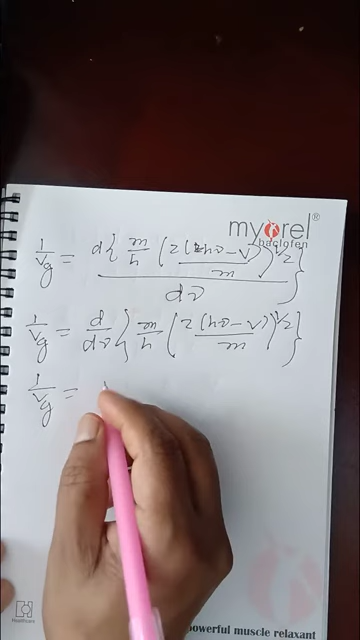 myorel®
baclofen
1/vg = d{ m/h (2(hν-V)/m)^1/2 } / dν
1/vg = d/dν { m/h (2(hν-V)/m)^1/2 }
1/vg =
Healthcare
powerful muscle relaxant